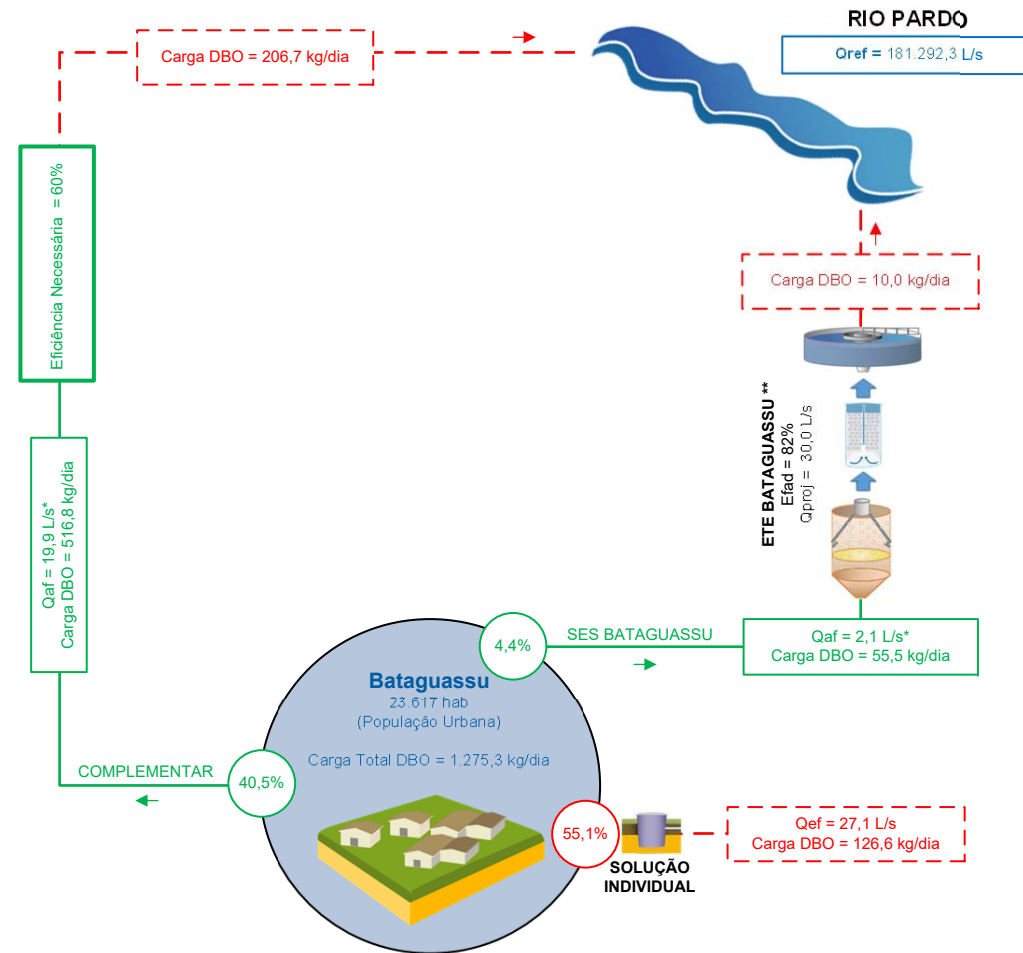 RIO PARDO
Qref = 181.292,3 L/s
Carga DBO = 206,7 kg/dia
Eficiência Necessária = 60%
Carga DBO = 10,0 kg/dia
ETE BATAGUASSU **
Efad = 82%
Qproj = 30,0 L/s
Qaf = 19,9 L/s*
Carga DBO = 516,8 kg/dia
4,4%
SES BATAGUASSU
Qaf = 2,1 L/s*
Carga DBO = 55,5 kg/dia
Bataguassu
23.617 hab
(População Urbana)
Carga Total DBO = 1.275,3 kg/dia
COMPLEMENTAR
40,5%
55,1%
SOLUÇÃO
INDIVIDUAL
Qef = 27,1 L/s
Carga DBO = 126,6 kg/dia